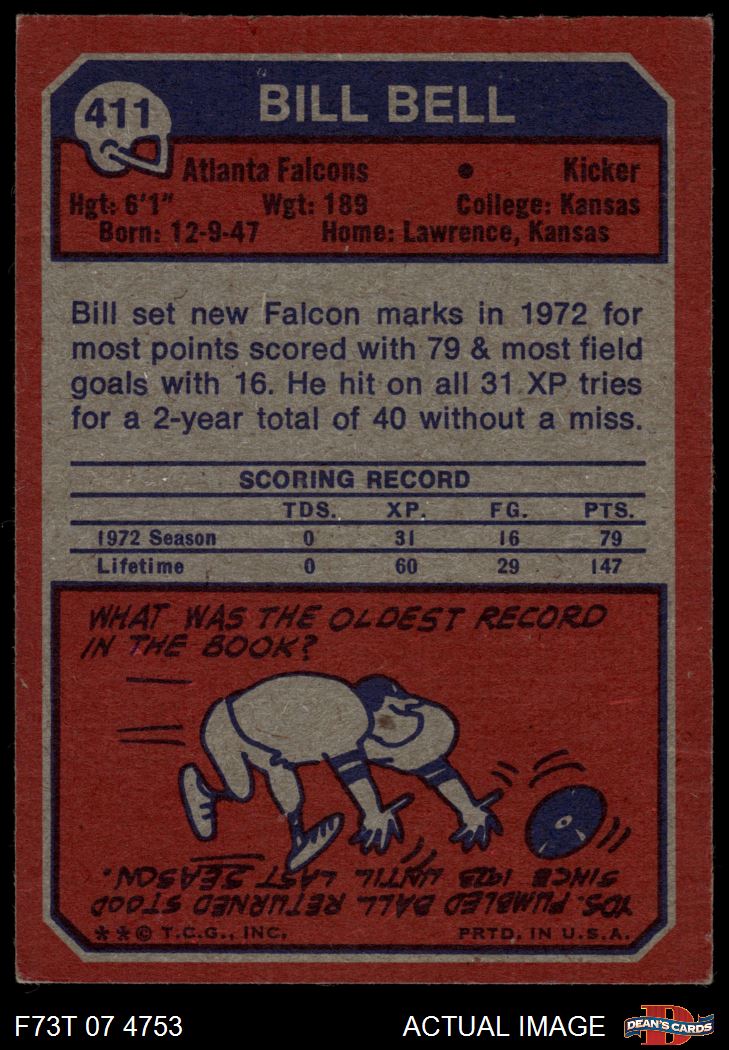 411
BILL BELL
Atlanta Falcons • Kicker
Hgt: 6'1" Wgt: 189 College: Kansas
Born: 12-9-47 Home: Lawrence, Kansas
Bill set new Falcon marks in 1972 for
most points scored with 79 & most field
goals with 16. He hit on all 31 XP tries
for a 2-year total of 40 without a miss.
SCORING RECORD
TDS. XP. FG. PTS.
1972 Season 0 31 16 79
Lifetime 0 60 29 147
WHAT WAS THE OLDEST RECORD
IN THE BOOK?
YDS. FUMBLED BALL RETURNED STOOD
SINCE 1923 UNTIL LAST SEASON.
**© T.C.G., INC. PRTD. IN U.S.A.
F73T 07 4753 ACTUAL IMAGE DEAN'S CARDS